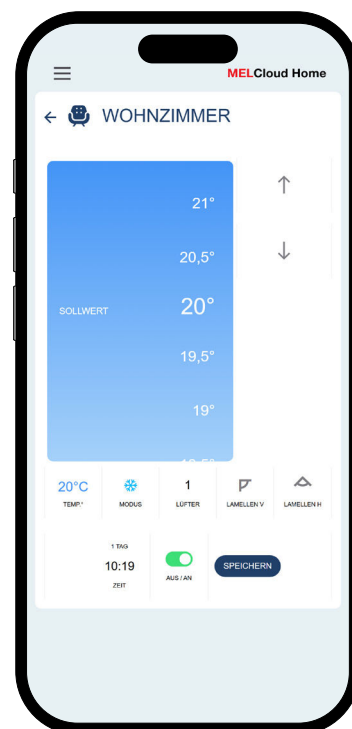 MELCloud Home
WOHNZIMMER
21°
20,5°
SOLLWERT
20°
19,5°
19°
20°C
1
TEMP.°
MODUS
LÜFTER
LAMELLEN V
LAMELLEN H
1 TAG
10:19
ZEIT
AUS / AN
SPEICHERN